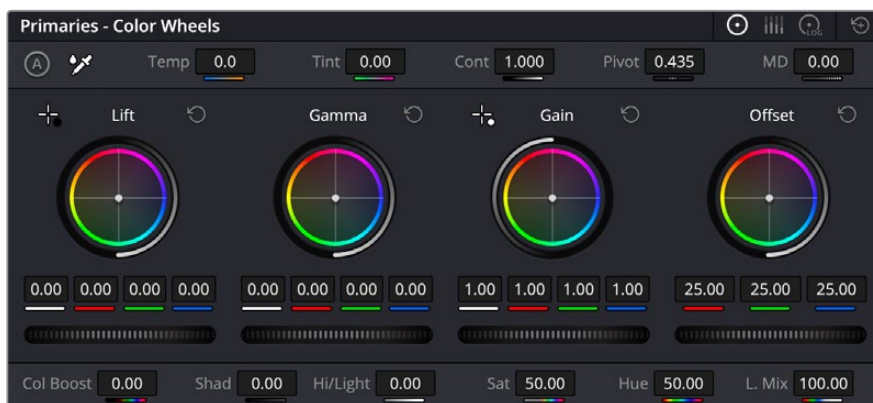 Primaries - Color Wheels
LOG
A Temp 0.0 Tint 0.00 Cont 1.000 Pivot 0.435 MD 0.00
Lift Gamma Gain Offset
0.00 0.00 0.00 0.00 0.00 0.00 0.00 0.00 1.00 1.00 1.00 1.00 25.00 25.00 25.00
Col Boost 0.00 Shad 0.00 Hi/Light 0.00 Sat 50.00 Hue 50.00 L. Mix 100.00